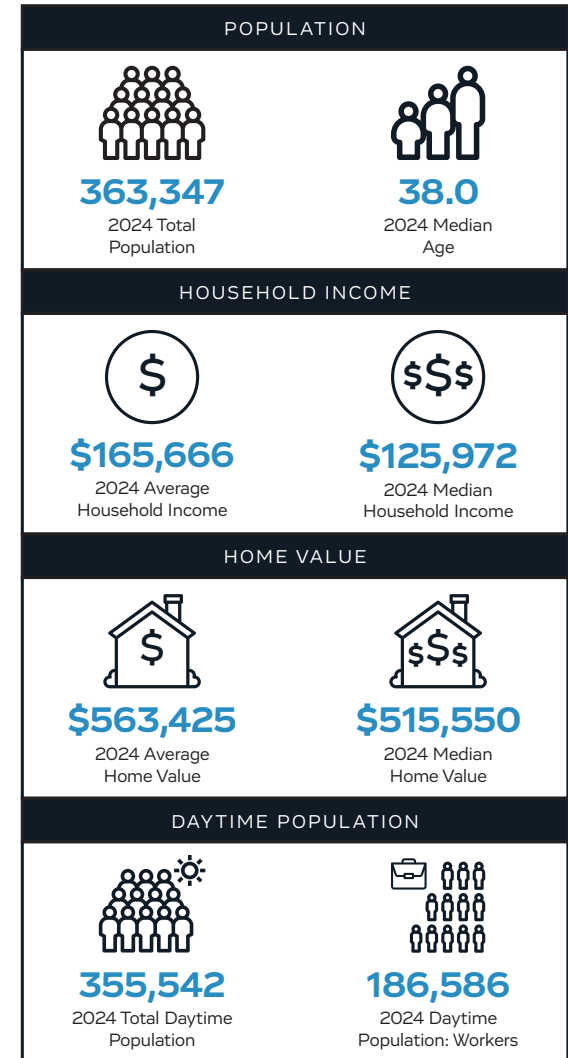 POPULATION
363,347
2024 Total
Population
38.0
2024 Median
Age
HOUSEHOLD INCOME
$
$165,666
2024 Average
Household Income
$$$
$125,972
2024 Median
Household Income
HOME VALUE
$
$563,425
2024 Average
Home Value
$$$
$515,550
2024 Median
Home Value
DAYTIME POPULATION
355,542
2024 Total Daytime
Population
186,586
2024 Daytime
Population: Workers